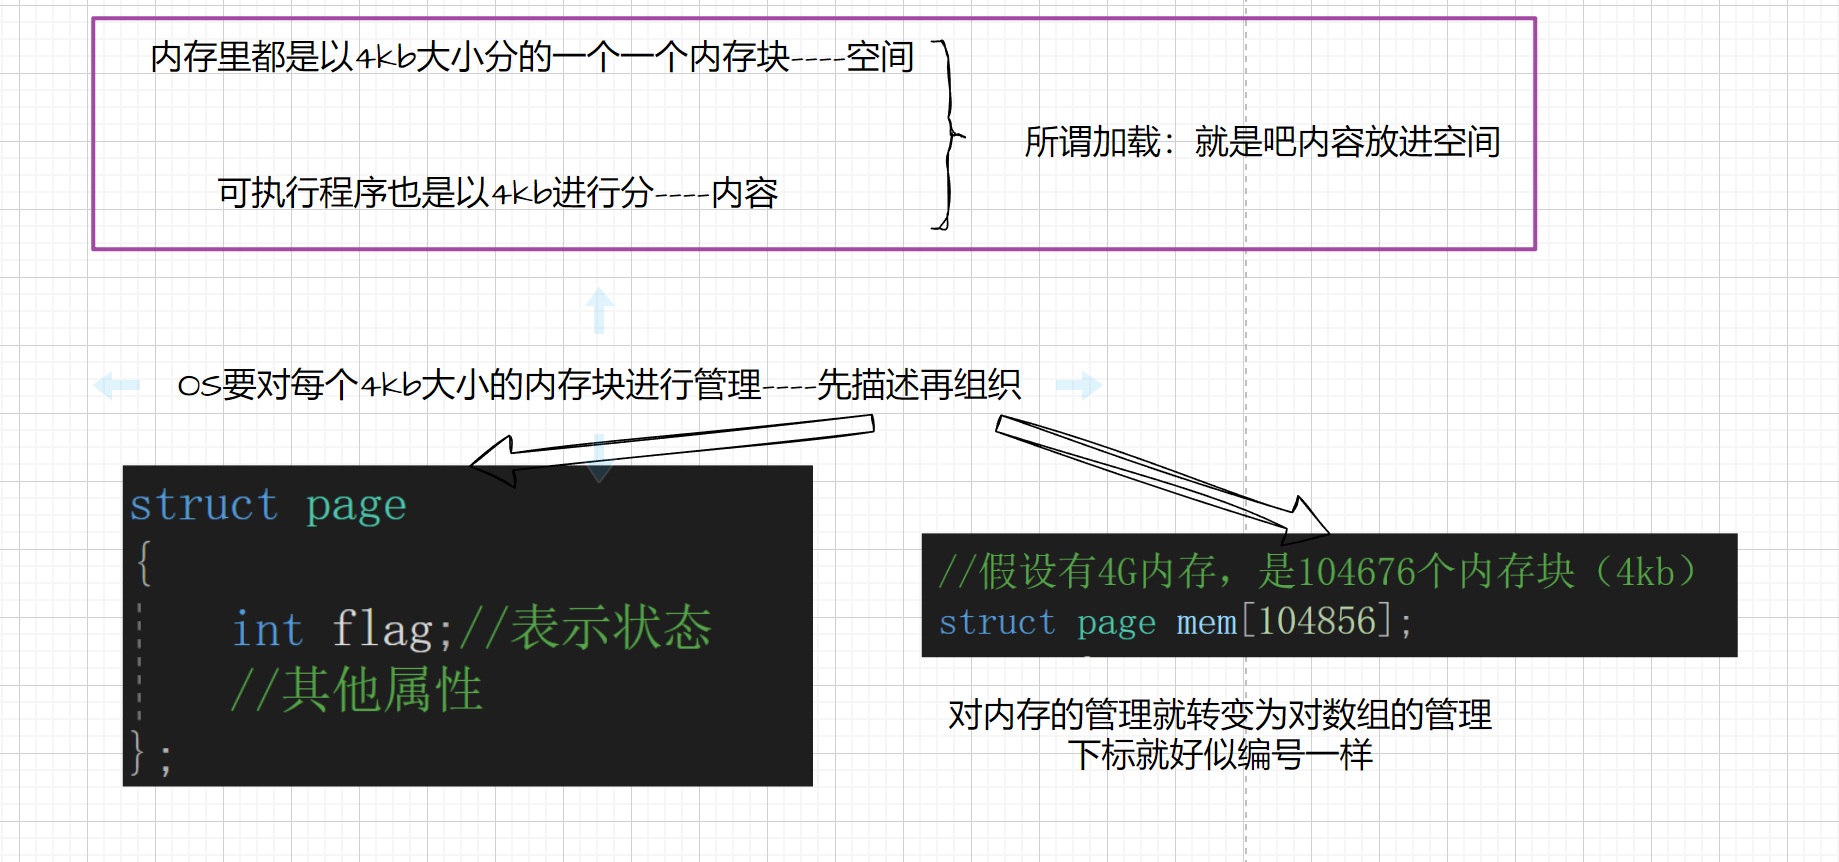 内存里都是以4kb大小分的一个一个内存块----空间
所谓加载：就是吧内容放进空间
可执行程序也是以4kb进行分----内容
OS要对每个4kb大小的内存块进行管理----先描述再组织
struct page
{
int flag;//表示状态
//其他属性
};
//假设有4G内存，是104676个内存块（4kb）
struct page mem[104856];
对内存的管理就转变为对数组的管理
下标就好似编号一样